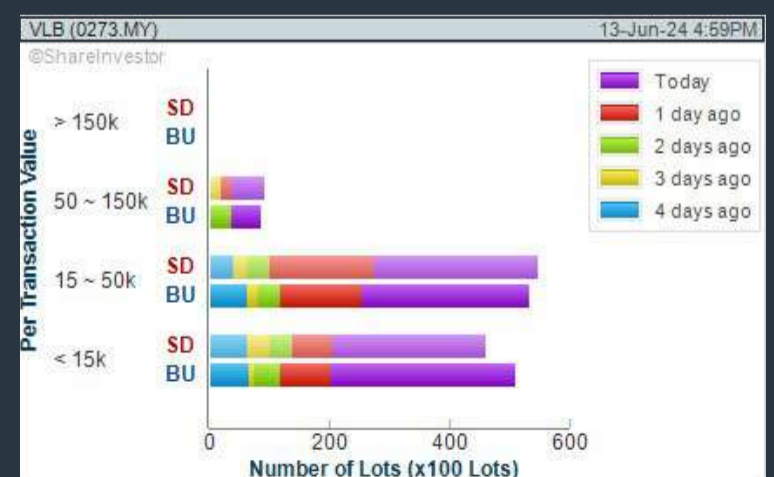 VLB (0273.MY) 13-Jun-24 4:59PM
@ShareInvestor
Today
1 day ago
2 days ago
3 days ago
4 days ago
Per Transaction Value
> 150k
SD
BU
50 ~ 150k
SD
BU
15 ~ 50k
SD
BU
< 15k
SD
BU
0 200 400 600
Number of Lots (x100 Lots)